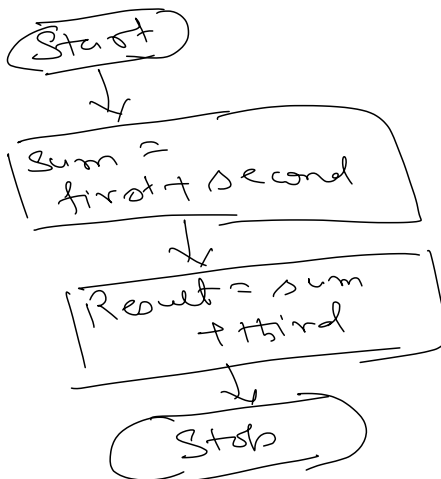 Start
sum =
first + second
Result = sum
+ third
Stop